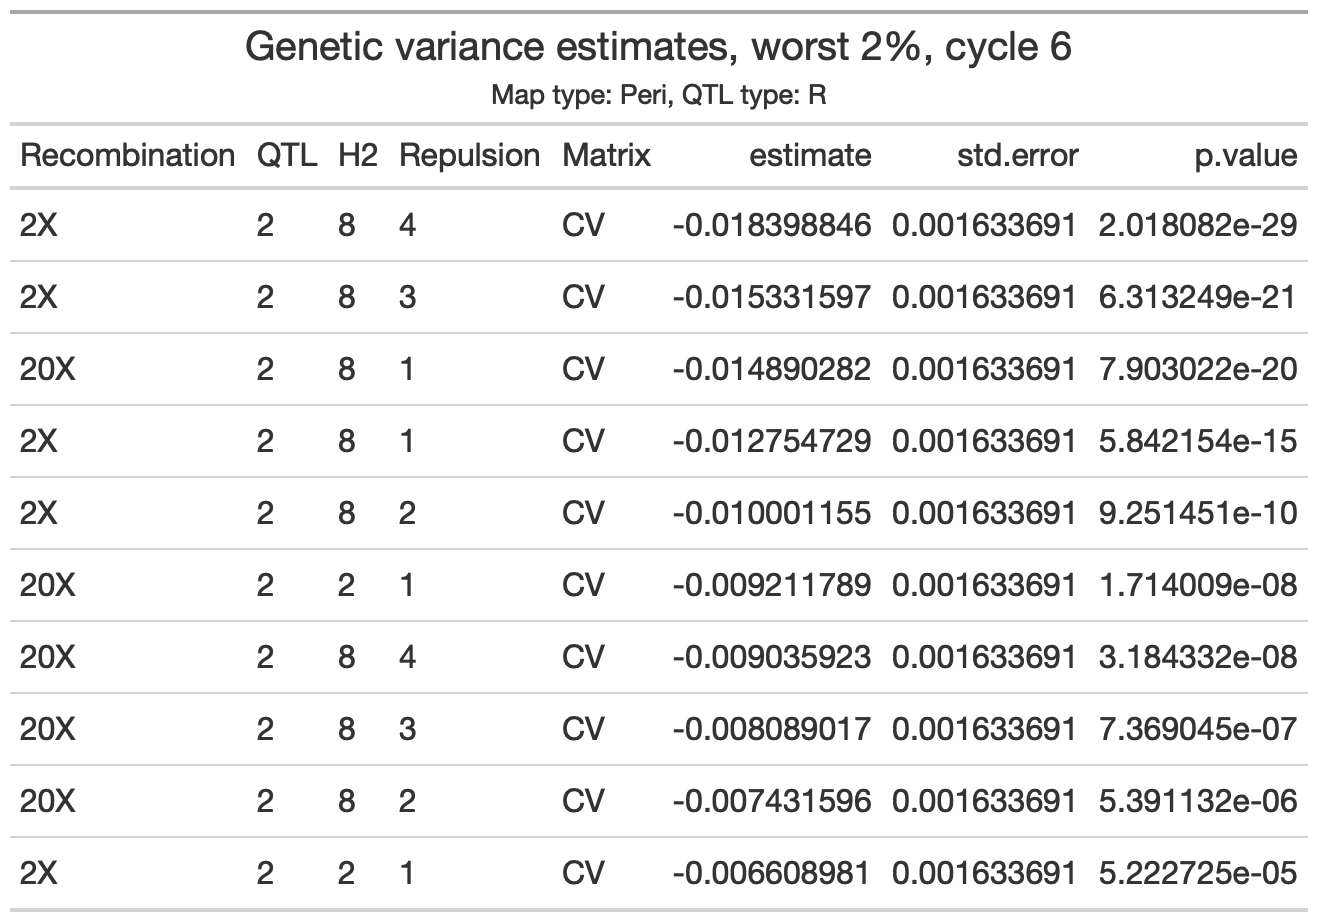 Genetic variance estimates, worst 2%, cycle 6
Map type: Peri, QTL type: R
Recombination QTL H2 Repulsion Matrix estimate std.error p.value
2X 2 8 4 CV -0.018398846 0.001633691 2.018082e-29
2X 2 8 3 CV -0.015331597 0.001633691 6.313249e-21
20X 2 8 1 CV -0.014890282 0.001633691 7.903022e-20
2X 2 8 1 CV -0.012754729 0.001633691 5.842154e-15
2X 2 8 2 CV -0.010001155 0.001633691 9.251451e-10
20X 2 2 1 CV -0.009211789 0.001633691 1.714009e-08
20X 2 8 4 CV -0.009035923 0.001633691 3.184332e-08
20X 2 8 3 CV -0.008089017 0.001633691 7.369045e-07
20X 2 8 2 CV -0.007431596 0.001633691 5.391132e-06
2X 2 2 1 CV -0.006608981 0.001633691 5.222725e-05